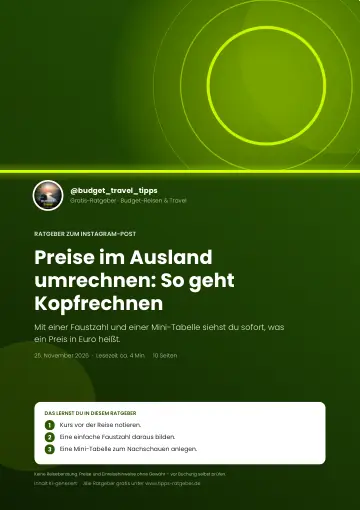 @budget_travel_tipps
Gratis-Ratgeber · Budget-Reisen & Travel
RATGEBER ZUM INSTAGRAM-POST
Preise im Ausland
umrechnen: So geht
Kopfrechnen
Mit einer Faustzahl und einer Mini-Tabelle siehst du sofort, was
ein Preis in Euro heißt.
25. November 2026 · Lesezeit ca. 4 Min. · 10 Seiten
DAS LERNST DU IN DIESEM RATGEBER
1 Kurs vor der Reise notieren.
2 Eine einfache Faustzahl daraus bilden.
3 Eine Mini-Tabelle zum Nachschauen anlegen.
Keine Reiseberatung. Preise und Einreisehinweise ohne Gewähr – vor Buchung selbst prüfen.
Inhalt KI-generiert · Alle Ratgeber gratis unter www.tipps-ratgeber.de